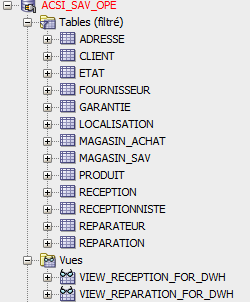 ACSI_SAV_OPE
Tables (filtré)
ADRESSE
CLIENT
ETAT
FOURNISSEUR
GARANTIE
LOCALISATION
MAGASIN_ACHAT
MAGASIN_SAV
PRODUIT
RECEPTION
RECEPTIONNISTE
REPARATEUR
REPARATION
Vues
VIEW_RECEPTION_FOR_DWH
VIEW_REPARATION_FOR_DWH